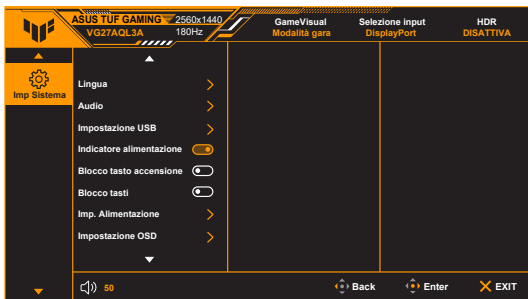 ASUS TUF GAMING 2560x1440
VG27AQL3A 180Hz
GameVisual
Modalità gara
Selezione input
DisplayPort
HDR
DISATTIVA
Imp Sistema
Lingua
Audio
Impostazione USB
Indicatore alimentazione
Blocco tasto accensione
Blocco tasti
Imp. Alimentazione
Impostazione OSD
50
Back
Enter
EXIT